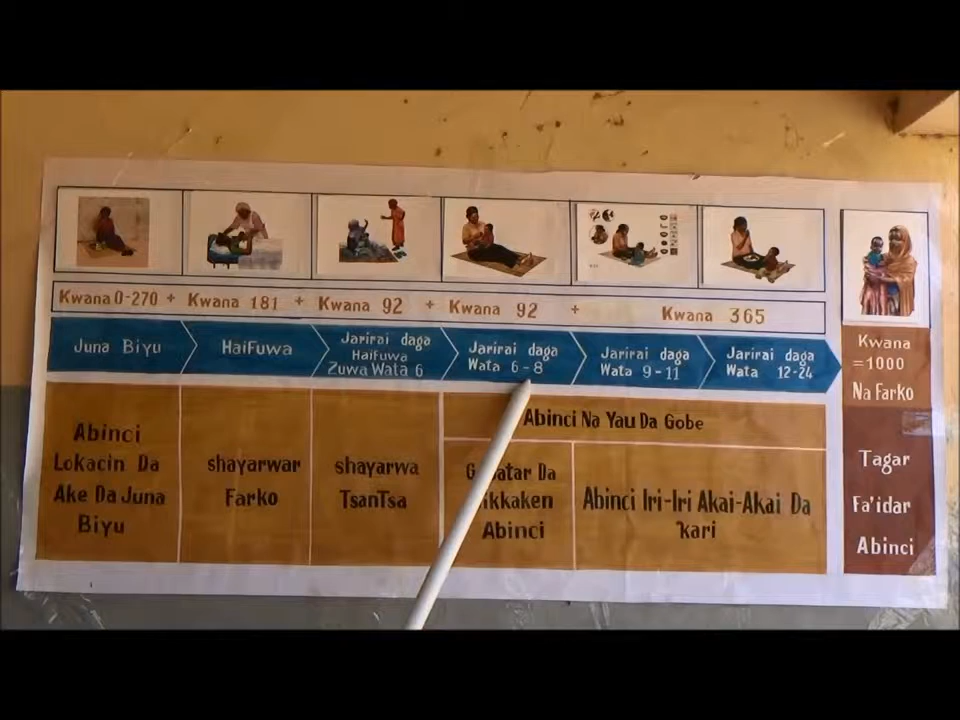 Kwana 0-270 + Kwana 181 + Kwana 92 + Kwana 92 + Kwana 365
Juna Biyu
HaiFuwa
Jarirai daga
HaiFuwa
Zuwa Wata 6
Jarirai daga
Wata 6-8
Jarirai daga
Wata 9-11
Jarirai daga
Wata 12-24
Kwana
=1000
Na Farko
Abinci
Lokacin Da
Ake Da Juna
Biyu
shayarwar
Farko
shayarwa
TsanTsa
Abinci Na Yau Da Gobe
Da
Abinci
Abinci Iri-Iri Akai-Akai Da
Ƙari
Tagar
Fa'idar
Abinci